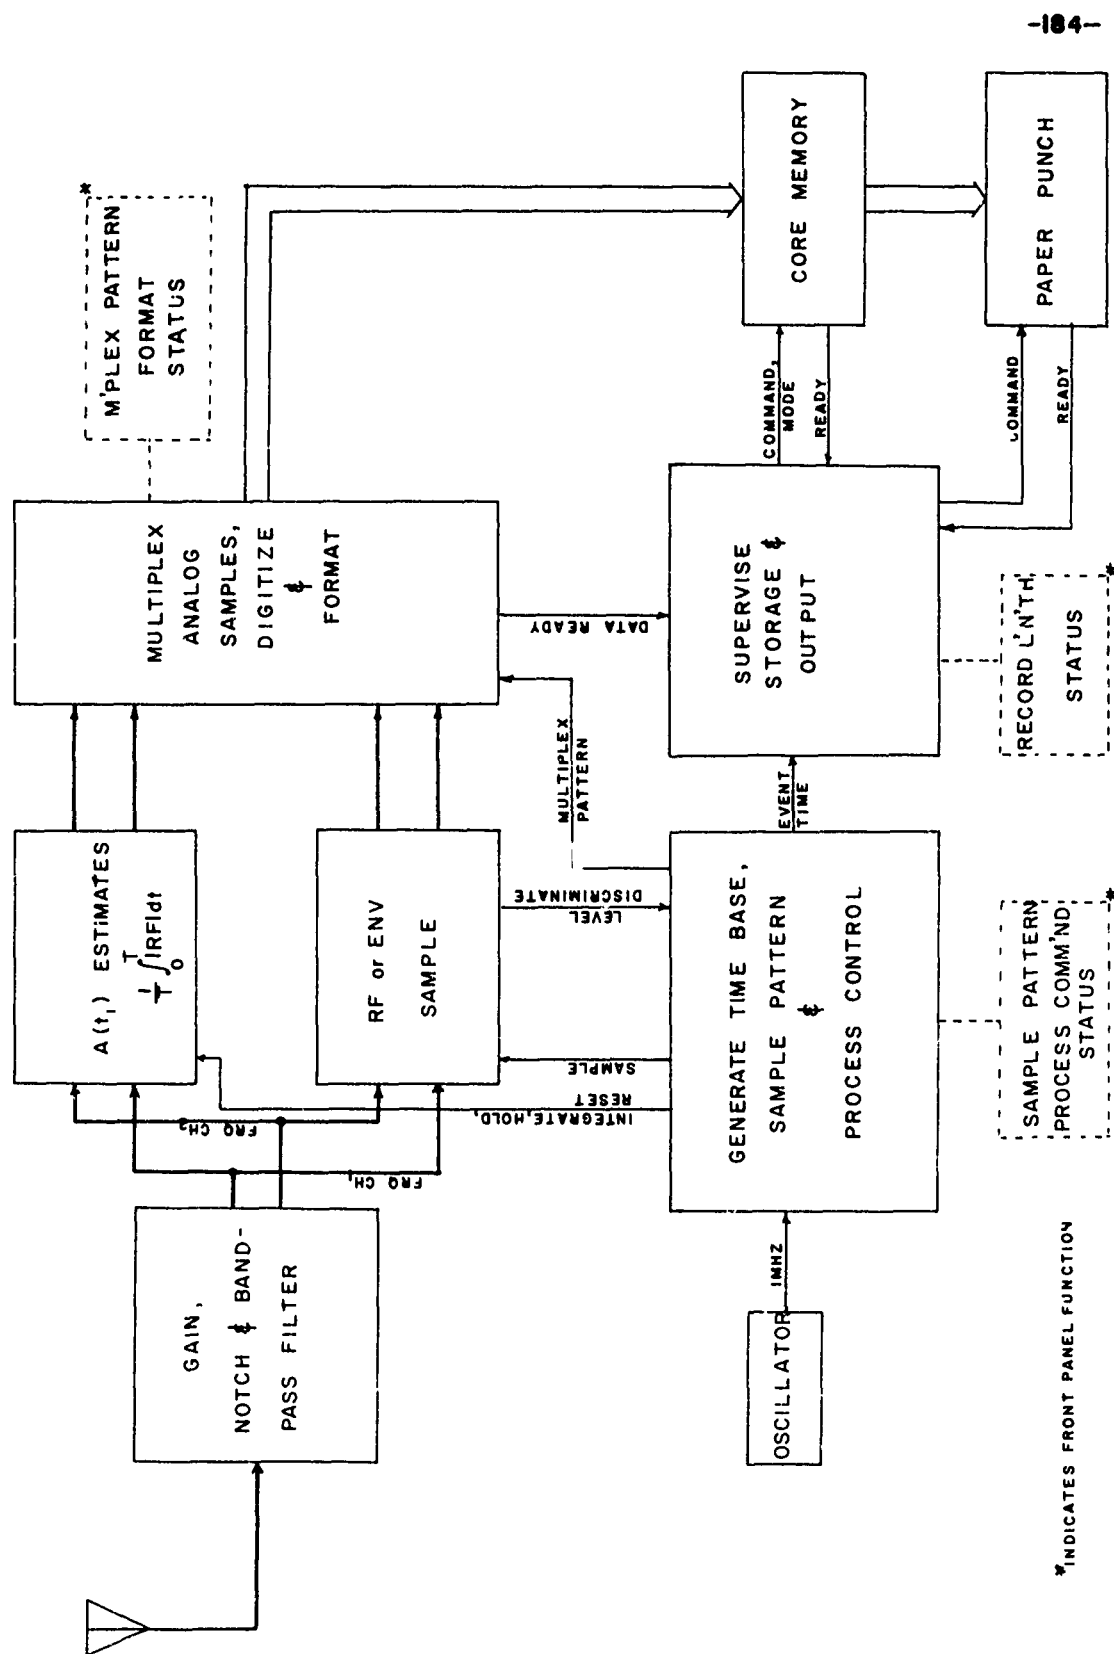 -184-
GAIN,
NOTCH & BAND-
PASS FILTER
FRQ CH₂
FRQ CH₁
A(t₁) ESTIMATES
1/T ∫₀ᵀ |RF|dt
RF or ENV
SAMPLE
MULTIPLEX
ANALOG
SAMPLES,
DIGITIZE
&
FORMAT
*
M'PLEX PATTERN
FORMAT
STATUS
INTEGRATE, HOLD,
RESET
SAMPLE
LEVEL
DISCRIMINATE
MULTIPLEX
PATTERN
DATA READY
OSCILLATOR
1MHZ
GENERATE TIME BASE,
SAMPLE PATTERN
&
PROCESS CONTROL
EVENT
TIME
SUPERVISE
STORAGE &
OUTPUT
COMMAND,
MODE
READY
CORE MEMORY
COMMAND
READY
PAPER PUNCH
SAMPLE PATTERN
PROCESS COMM'ND
STATUS
*
RECORD L'N'TH
STATUS
*
*INDICATES FRONT PANEL FUNCTION